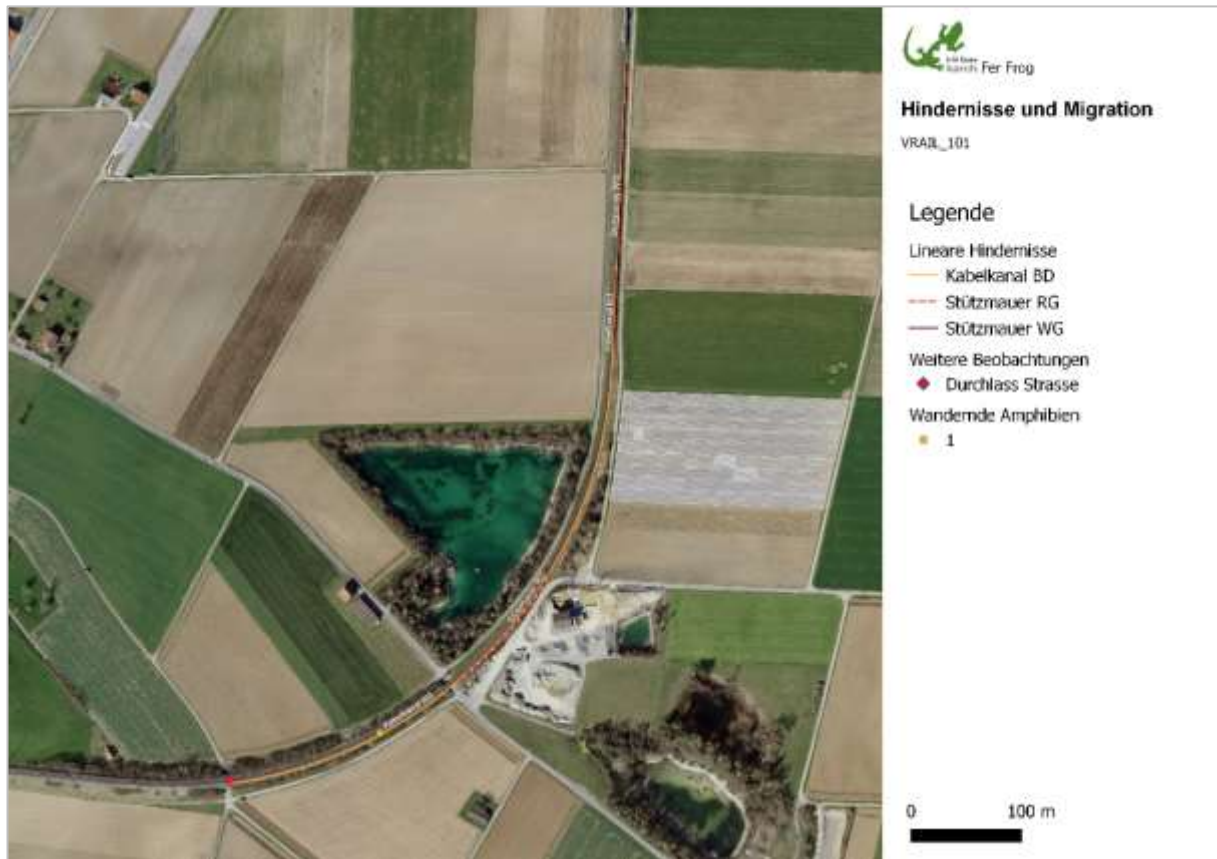 Fer Frog
Hindernisse und Migration
VRAIL_101
Legende
Lineare Hindernisse
Kabelkanal BD
Stützmauer RG
Stützmauer WG
Weitere Beobachtungen
Durchlass Strasse
Wandernde Amphibien
1
0 100 m